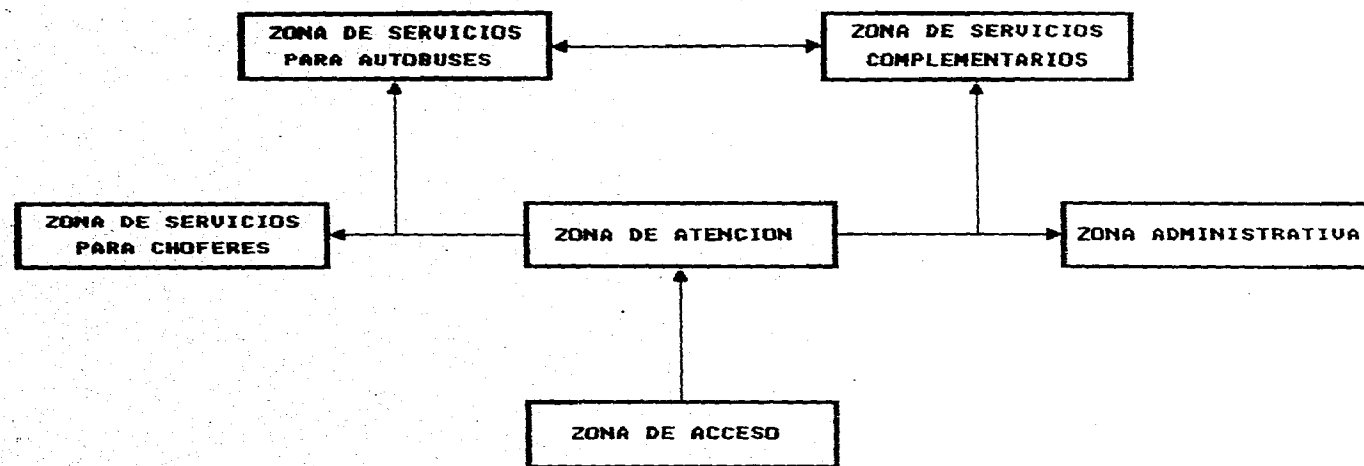 ZONA DE SERVICIOS
PARA AUTOBUSES
ZONA DE SERVICIOS
COMPLEMENTARIOS
ZONA DE SERVICIOS
PARA CHOFERES
ZONA DE ATENCION
ZONA ADMINISTRATIVA
ZONA DE ACCESO